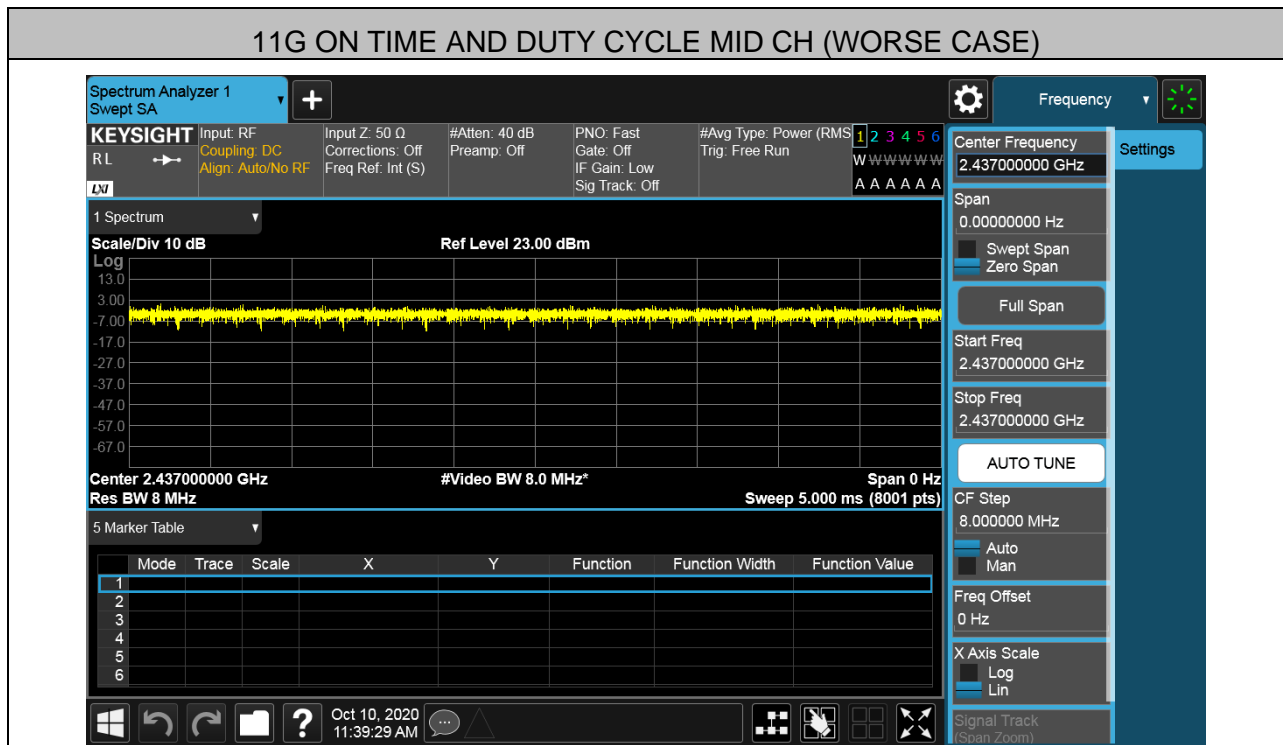 11G ON TIME AND DUTY CYCLE MID CH (WORSE CASE)
Spectrum Analyzer 1
Swept SA
+
Frequency
KEYSIGHT
RL
LXI
Input: RF
Coupling: DC
Align: Auto/No RF
Input Z: 50 Ω
Corrections: Off
Freq Ref: Int (S)
#Atten: 40 dB
Preamp: Off
PNO: Fast
Gate: Off
IF Gain: Low
Sig Track: Off
#Avg Type: Power (RMS
Trig: Free Run
1 2 3 4 5 6
W W W W W W
A A A A A A
1 Spectrum
Scale/Div 10 dB
Ref Level 23.00 dBm
Log
13.0
3.00
-7.00
-17.0
-27.0
-37.0
-47.0
-57.0
-67.0
Center 2.437000000 GHz
#Video BW 8.0 MHz*
Span 0 Hz
Res BW 8 MHz
Sweep 5.000 ms (8001 pts)
5 Marker Table
Mode Trace Scale X Y Function Function Width Function Value
1
2
3
4
5
6
Center Frequency
2.437000000 GHz
Settings
Span
0.00000000 Hz
Swept Span
Zero Span
Full Span
Start Freq
2.437000000 GHz
Stop Freq
2.437000000 GHz
AUTO TUNE
CF Step
8.000000 MHz
Auto
Man
Freq Offset
0 Hz
X Axis Scale
Log
Lin
Signal Track
(Span Zoom)
?
Oct 10, 2020
11:39:29 AM